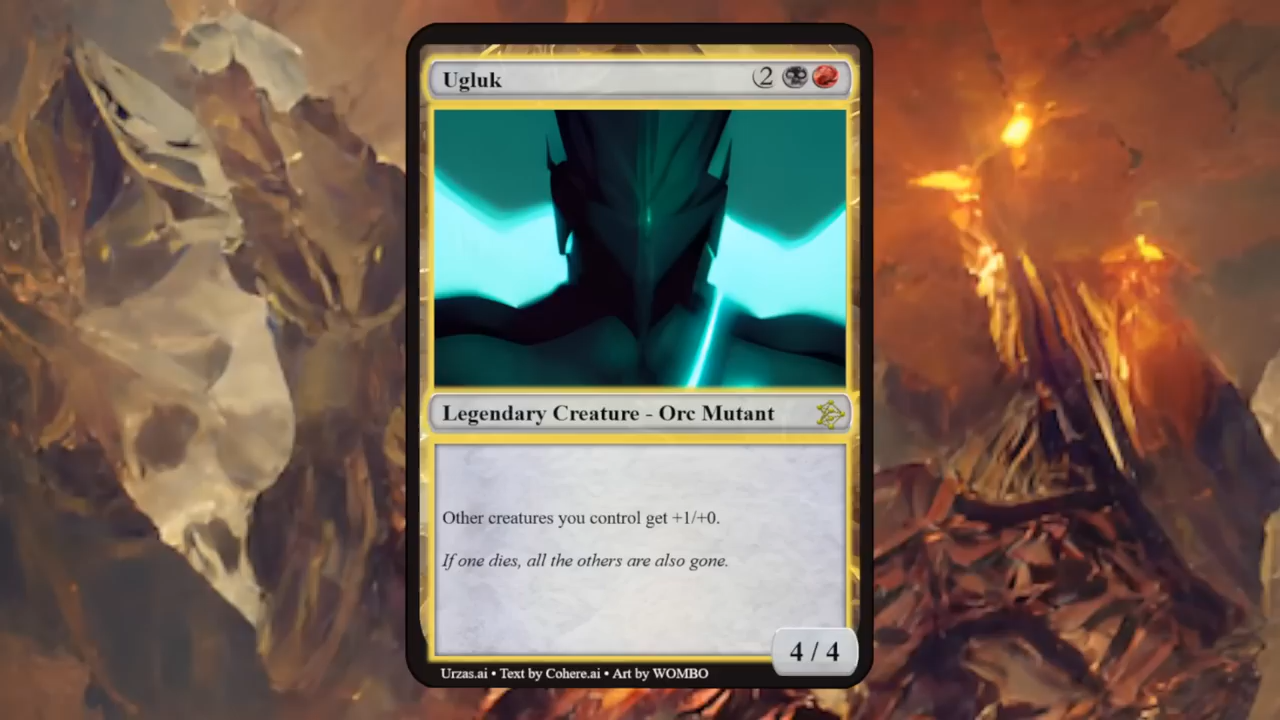 Ugluk 2
Legendary Creature - Orc Mutant
Other creatures you control get +1/+0.
If one dies, all the others are also gone.
4 / 4
Urzas.ai • Text by Cohere.ai • Art by WOMBO